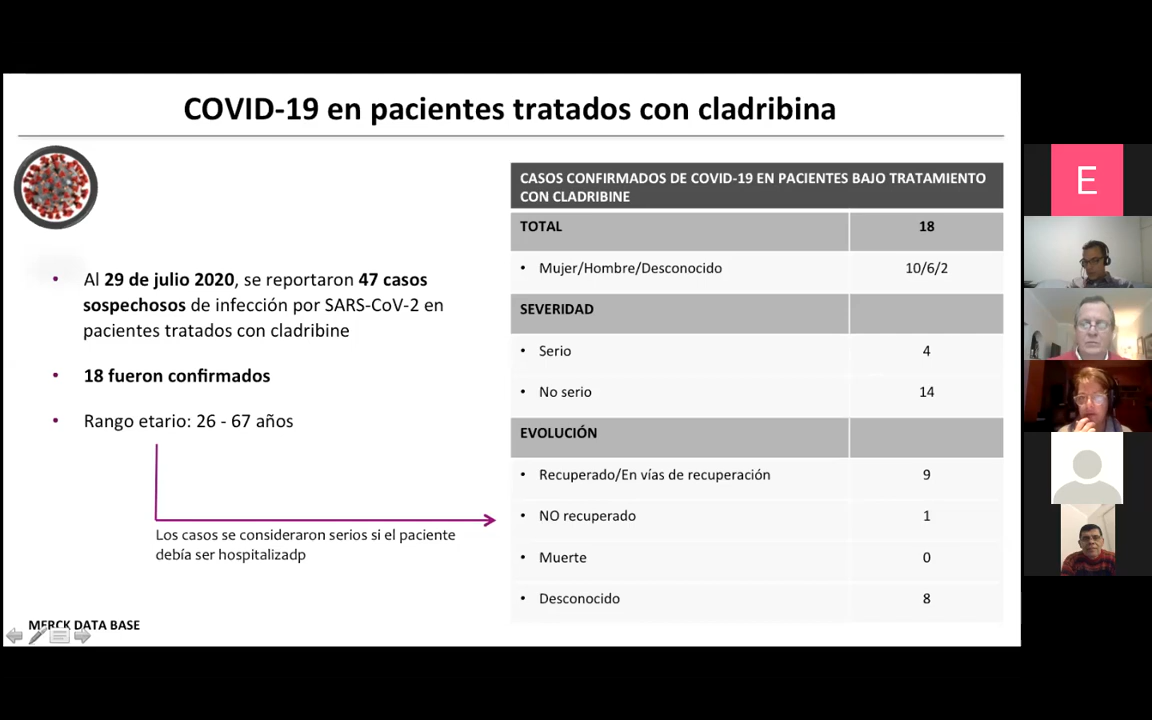 COVID-19 en pacientes tratados con cladribina
CASOS CONFIRMADOS DE COVID-19 EN PACIENTES BAJO TRATAMIENTO
CON CLADRIBINE
TOTAL 18
• Mujer/Hombre/Desconocido 10/6/2
SEVERIDAD
• Serio 4
• No serio 14
EVOLUCIÓN
• Recuperado/En vías de recuperación 9
• NO recuperado 1
• Muerte 0
• Desconocido 8
• Al 29 de julio 2020, se reportaron 47 casos
sospechosos de infección por SARS-CoV-2 en
pacientes tratados con cladribine
• 18 fueron confirmados
• Rango etario: 26 - 67 años
Los casos se consideraron serios si el paciente
debía ser hospitalizadp
MERCK DATA BASE
E